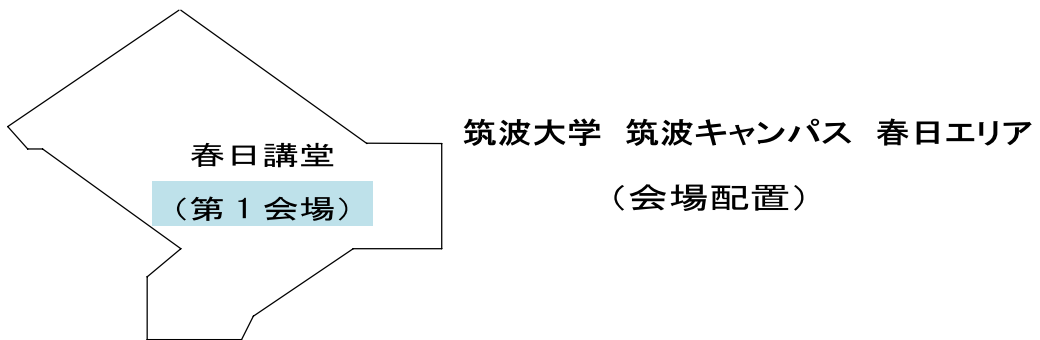 筑波大学　筑波キャンパス　春日エリア
（会場配置）
春日講堂
（第１会場）